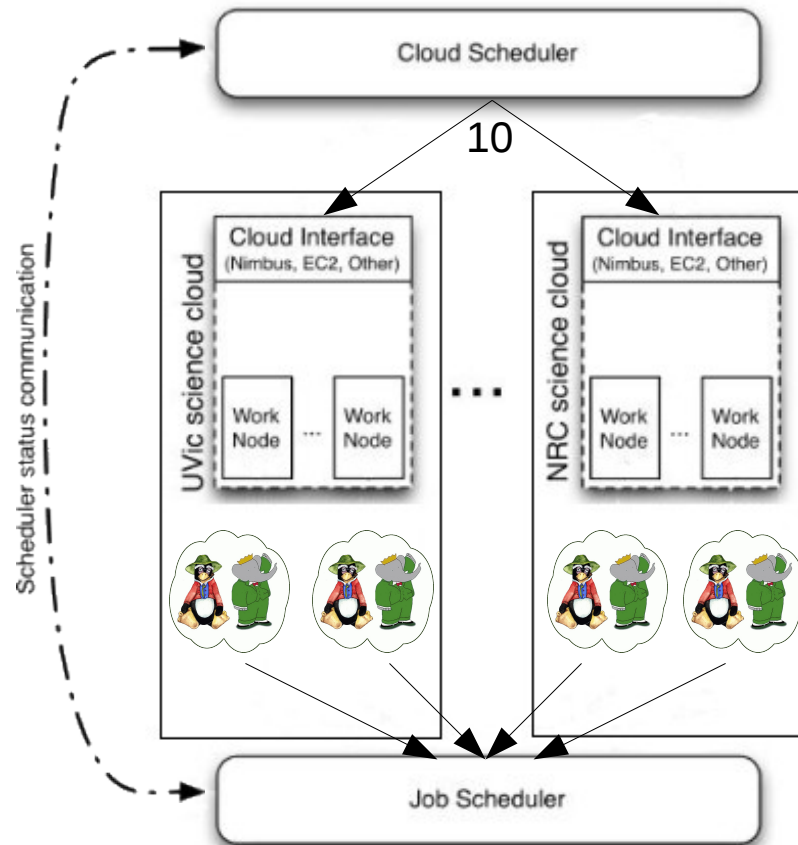 Cloud Scheduler
10
Scheduler status communication
UVic science cloud
Cloud Interface
(Nimbus, EC2, Other)
Work
Node
...
Work
Node
...
NRC science cloud
Cloud Interface
(Nimbus, EC2, Other)
Work
Node
...
Work
Node
Job Scheduler